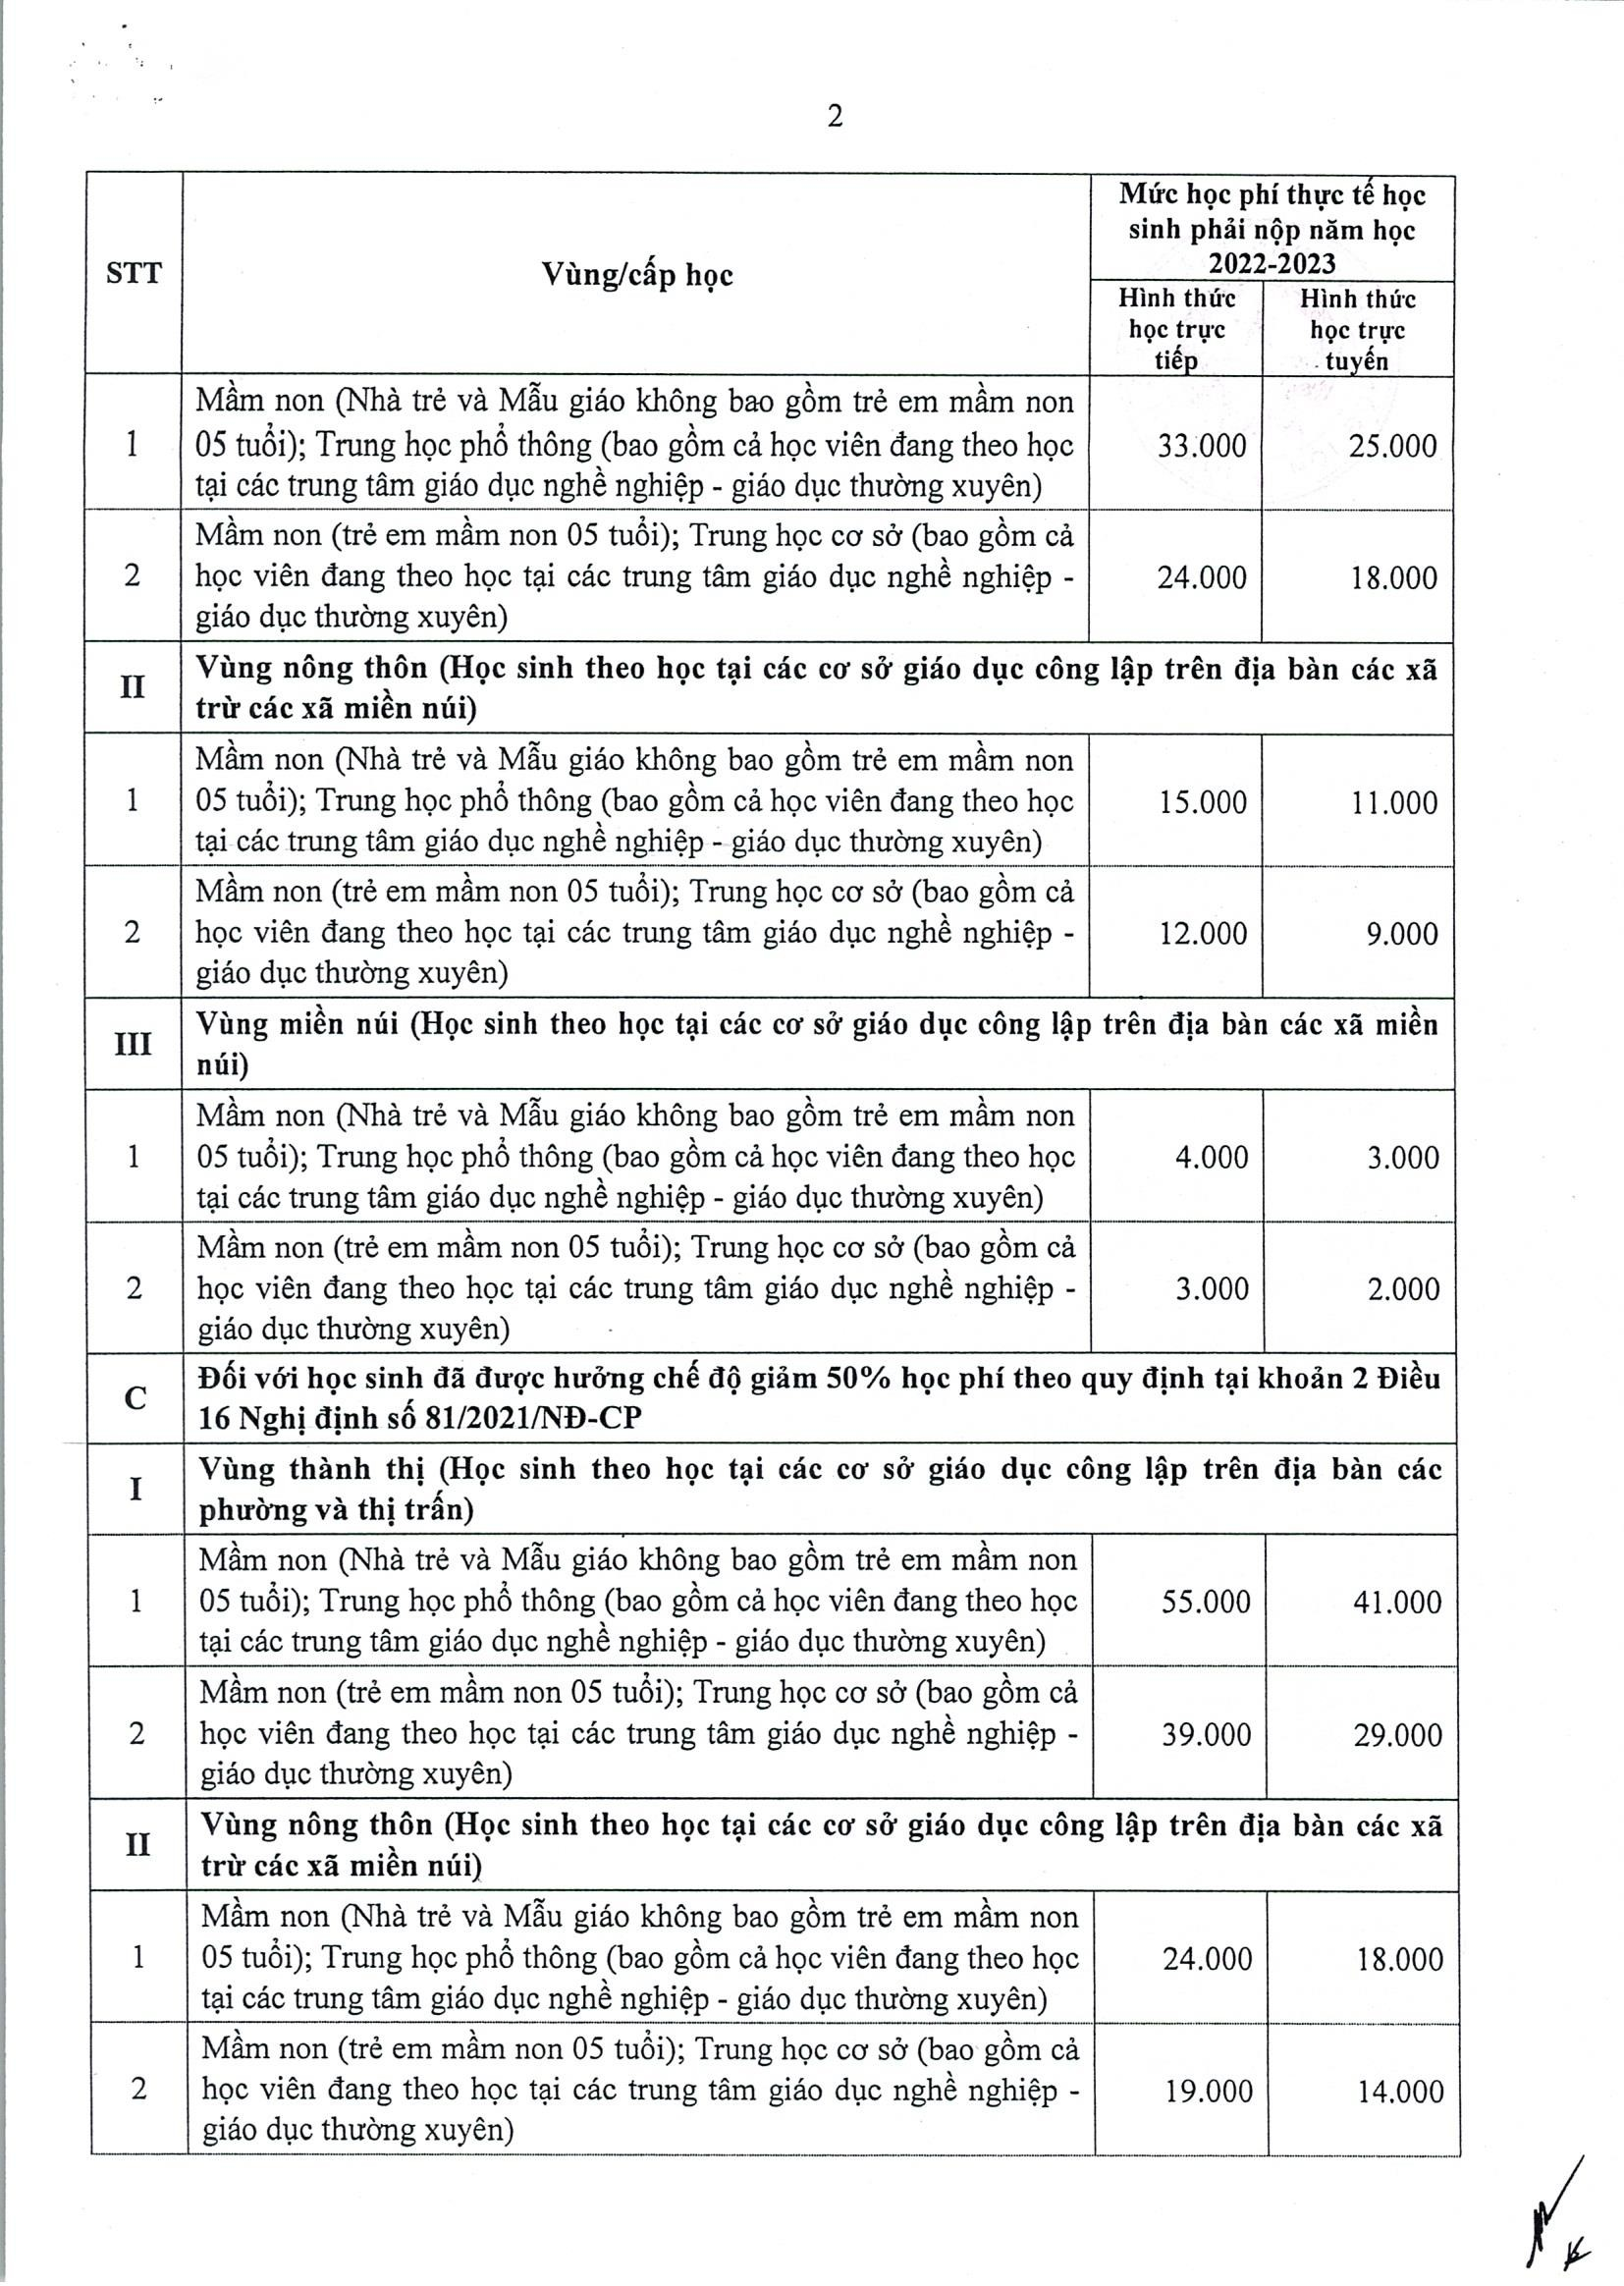 2
STT
Vùng/cấp học
Mức học phí thực tế học
sinh phải nộp năm học
2022-2023
Hình thức
học trực
tiếp
Hình thức
học trực
tuyến
1
Mầm non (Nhà trẻ và Mẫu giáo không bao gồm trẻ em mầm non
05 tuổi); Trung học phổ thông (bao gồm cả học viên đang theo học
tại các trung tâm giáo dục nghề nghiệp - giáo dục thường xuyên)
33.000
25.000
2
Mầm non (trẻ em mầm non 05 tuổi); Trung học cơ sở (bao gồm cả
học viên đang theo học tại các trung tâm giáo dục nghề nghiệp -
giáo dục thường xuyên)
24.000
18.000
II
Vùng nông thôn (Học sinh theo học tại các cơ sở giáo dục công lập trên địa bàn các xã
trừ các xã miền núi)
1
Mầm non (Nhà trẻ và Mẫu giáo không bao gồm trẻ em mầm non
05 tuổi); Trung học phổ thông (bao gồm cả học viên đang theo học
tại các trung tâm giáo dục nghề nghiệp - giáo dục thường xuyên)
15.000
11.000
2
Mầm non (trẻ em mầm non 05 tuổi); Trung học cơ sở (bao gồm cả
học viên đang theo học tại các trung tâm giáo dục nghề nghiệp -
giáo dục thường xuyên)
12.000
9.000
III
Vùng miền núi (Học sinh theo học tại các cơ sở giáo dục công lập trên địa bàn các xã miền
núi)
1
Mầm non (Nhà trẻ và Mẫu giáo không bao gồm trẻ em mầm non
05 tuổi); Trung học phổ thông (bao gồm cả học viên đang theo học
tại các trung tâm giáo dục nghề nghiệp - giáo dục thường xuyên)
4.000
3.000
2
Mầm non (trẻ em mầm non 05 tuổi); Trung học cơ sở (bao gồm cả
học viên đang theo học tại các trung tâm giáo dục nghề nghiệp -
giáo dục thường xuyên)
3.000
2.000
C
Đối với học sinh đã được hưởng chế độ giảm 50% học phí theo quy định tại khoản 2 Điều
16 Nghị định số 81/2021/NĐ-CP
I
Vùng thành thị (Học sinh theo học tại các cơ sở giáo dục công lập trên địa bàn các
phường và thị trấn)
1
Mầm non (Nhà trẻ và Mẫu giáo không bao gồm trẻ em mầm non
05 tuổi); Trung học phổ thông (bao gồm cả học viên đang theo học
tại các trung tâm giáo dục nghề nghiệp - giáo dục thường xuyên)
55.000
41.000
2
Mầm non (trẻ em mầm non 05 tuổi); Trung học cơ sở (bao gồm cả
học viên đang theo học tại các trung tâm giáo dục nghề nghiệp -
giáo dục thường xuyên)
39.000
29.000
II
Vùng nông thôn (Học sinh theo học tại các cơ sở giáo dục công lập trên địa bàn các xã
trừ các xã miền núi)
1
Mầm non (Nhà trẻ và Mẫu giáo không bao gồm trẻ em mầm non
05 tuổi); Trung học phổ thông (bao gồm cả học viên đang theo học
tại các trung tâm giáo dục nghề nghiệp - giáo dục thường xuyên)
24.000
18.000
2
Mầm non (trẻ em mầm non 05 tuổi); Trung học cơ sở (bao gồm cả
học viên đang theo học tại các trung tâm giáo dục nghề nghiệp -
giáo dục thường xuyên)
19.000
14.000